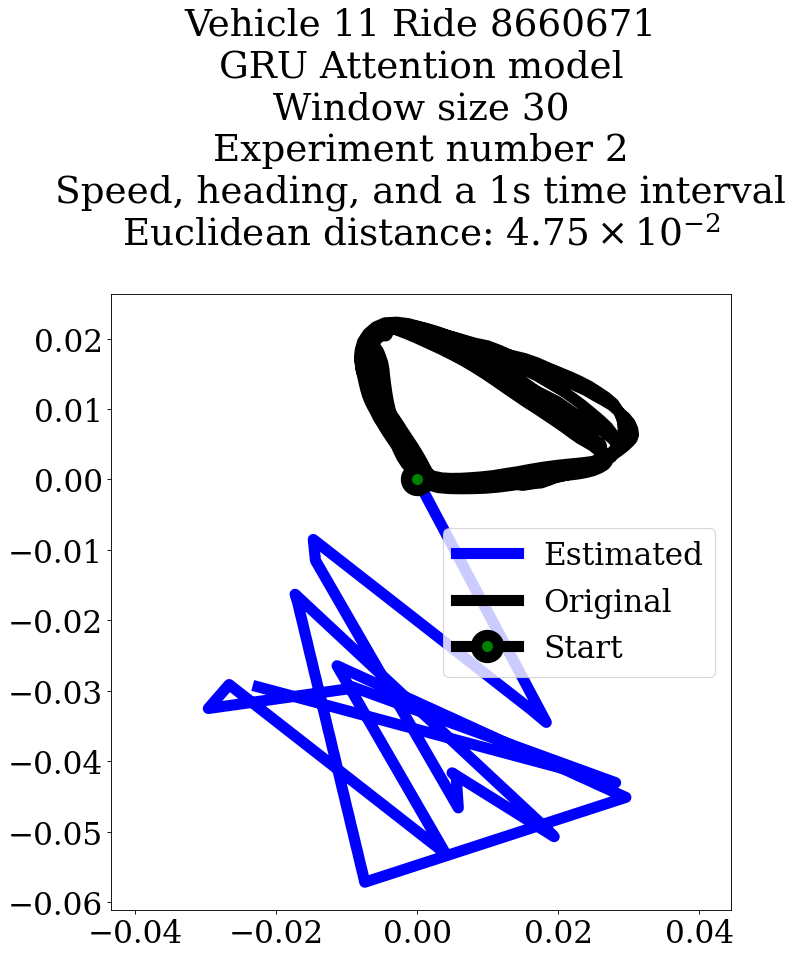 Vehicle 11 Ride 8660671
GRU Attention model
Window size 30
Experiment number 2
Speed, heading, and a 1s time interval
Euclidean distance: 4.75 × 10⁻²
0.02
0.01
0.00
−0.01
−0.02
−0.03
−0.04
−0.05
−0.06
Estimated
Original
Start
−0.04 −0.02 0.00 0.02 0.04